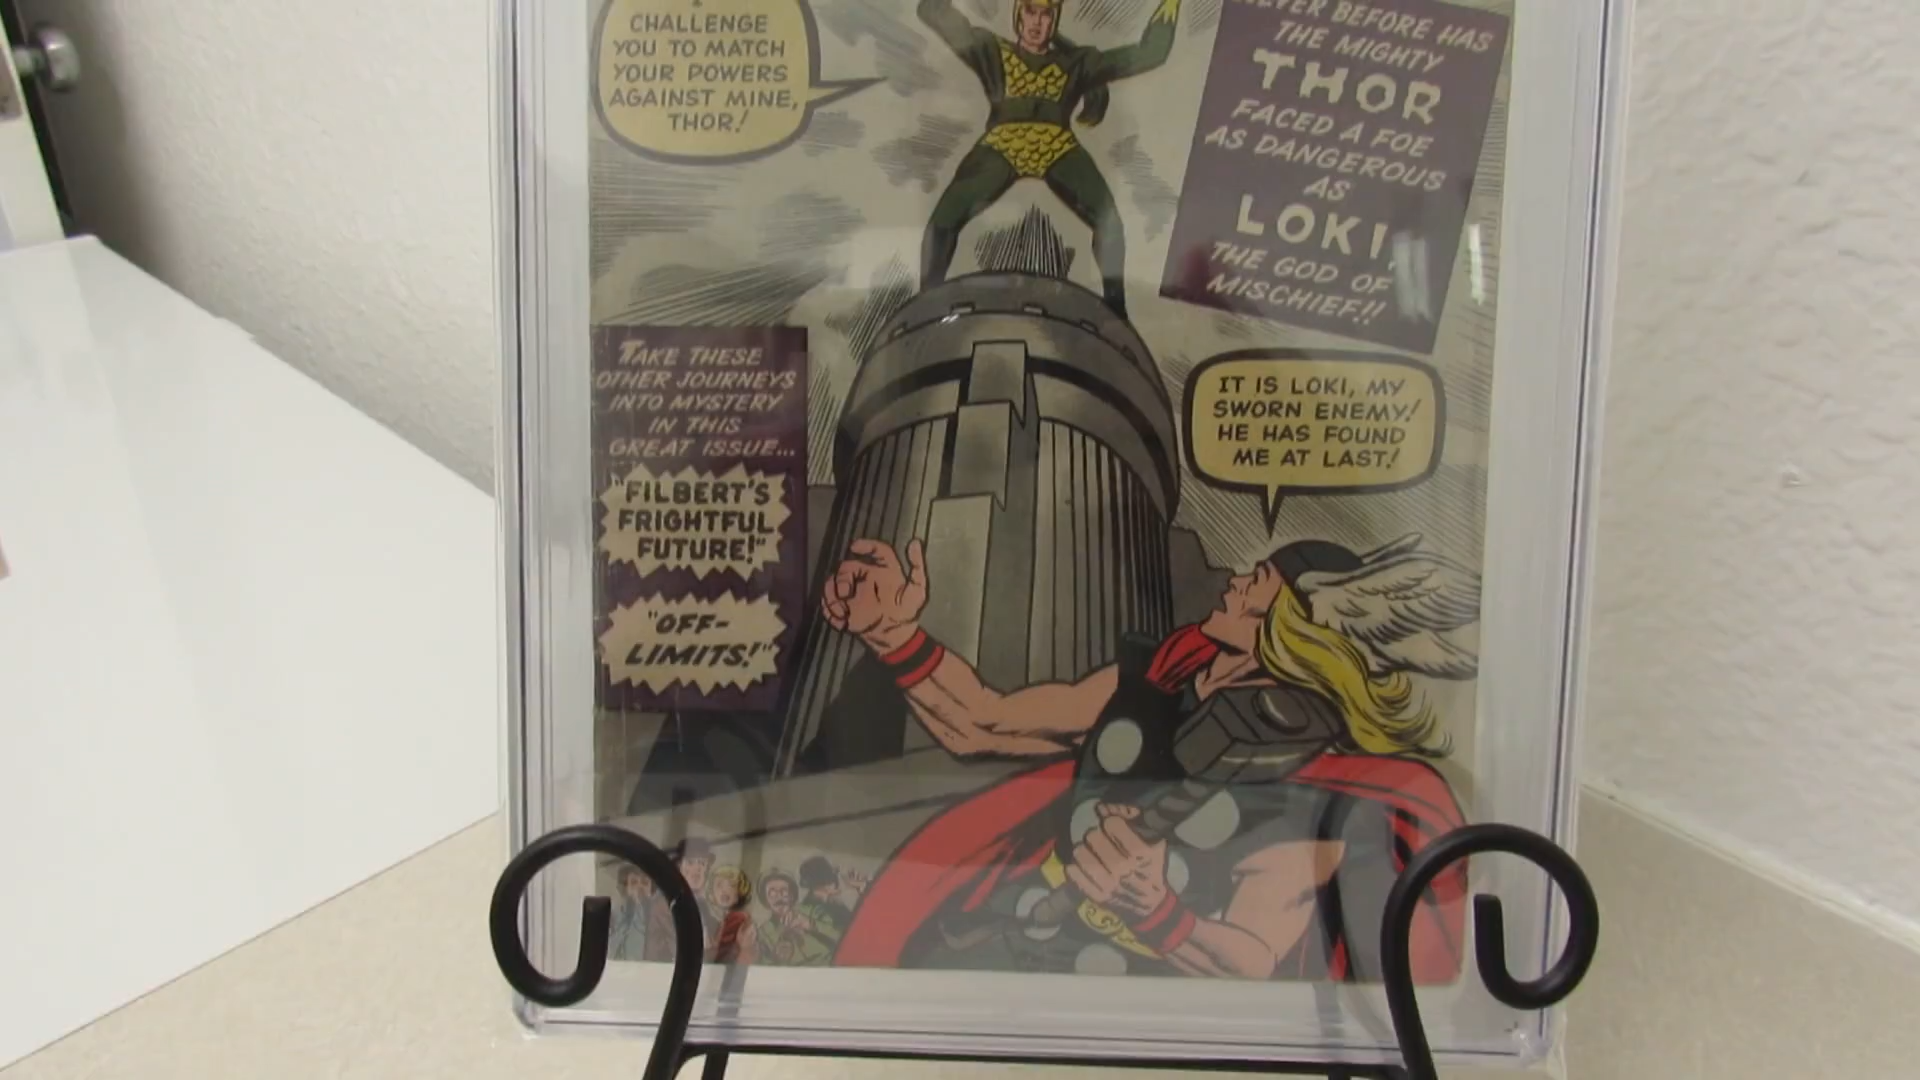 I
CHALLENGE
YOU TO MATCH
YOUR POWERS
AGAINST MINE,
THOR!
NEVER BEFORE HAS
THE MIGHTY
THOR
FACED A FOE
AS DANGEROUS
AS
LOKI,
THE GOD OF
MISCHIEF!!
TAKE THESE
OTHER JOURNEYS
INTO MYSTERY
IN THIS
GREAT ISSUE...
"FILBERT'S
FRIGHTFUL
FUTURE!"
"OFF-
LIMITS!"
IT IS LOKI, MY
SWORN ENEMY!
HE HAS FOUND
ME AT LAST!